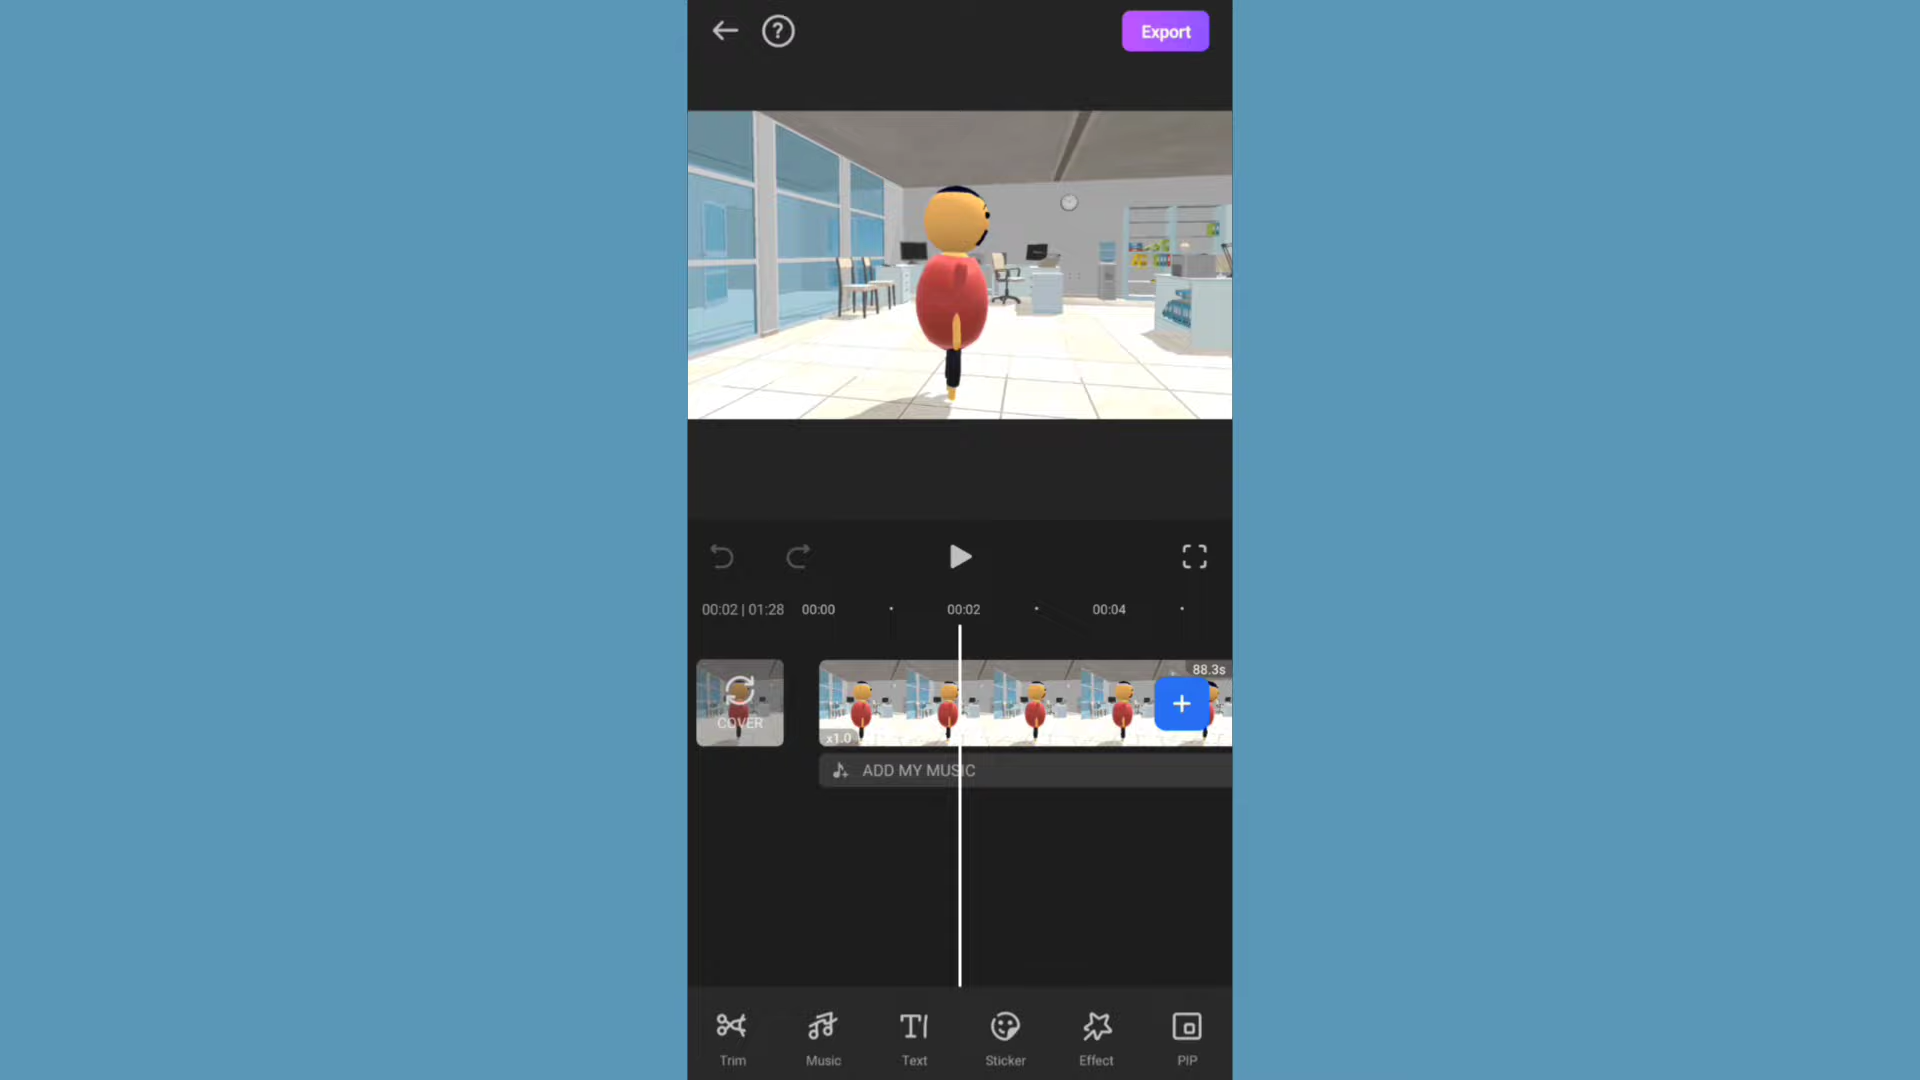 ?
Export
00:02 | 01:28
00:00
00:02
00:04
88.3s
COVER
x1.0
ADD MY MUSIC
Trim
Music
Text
Sticker
Effect
PIP